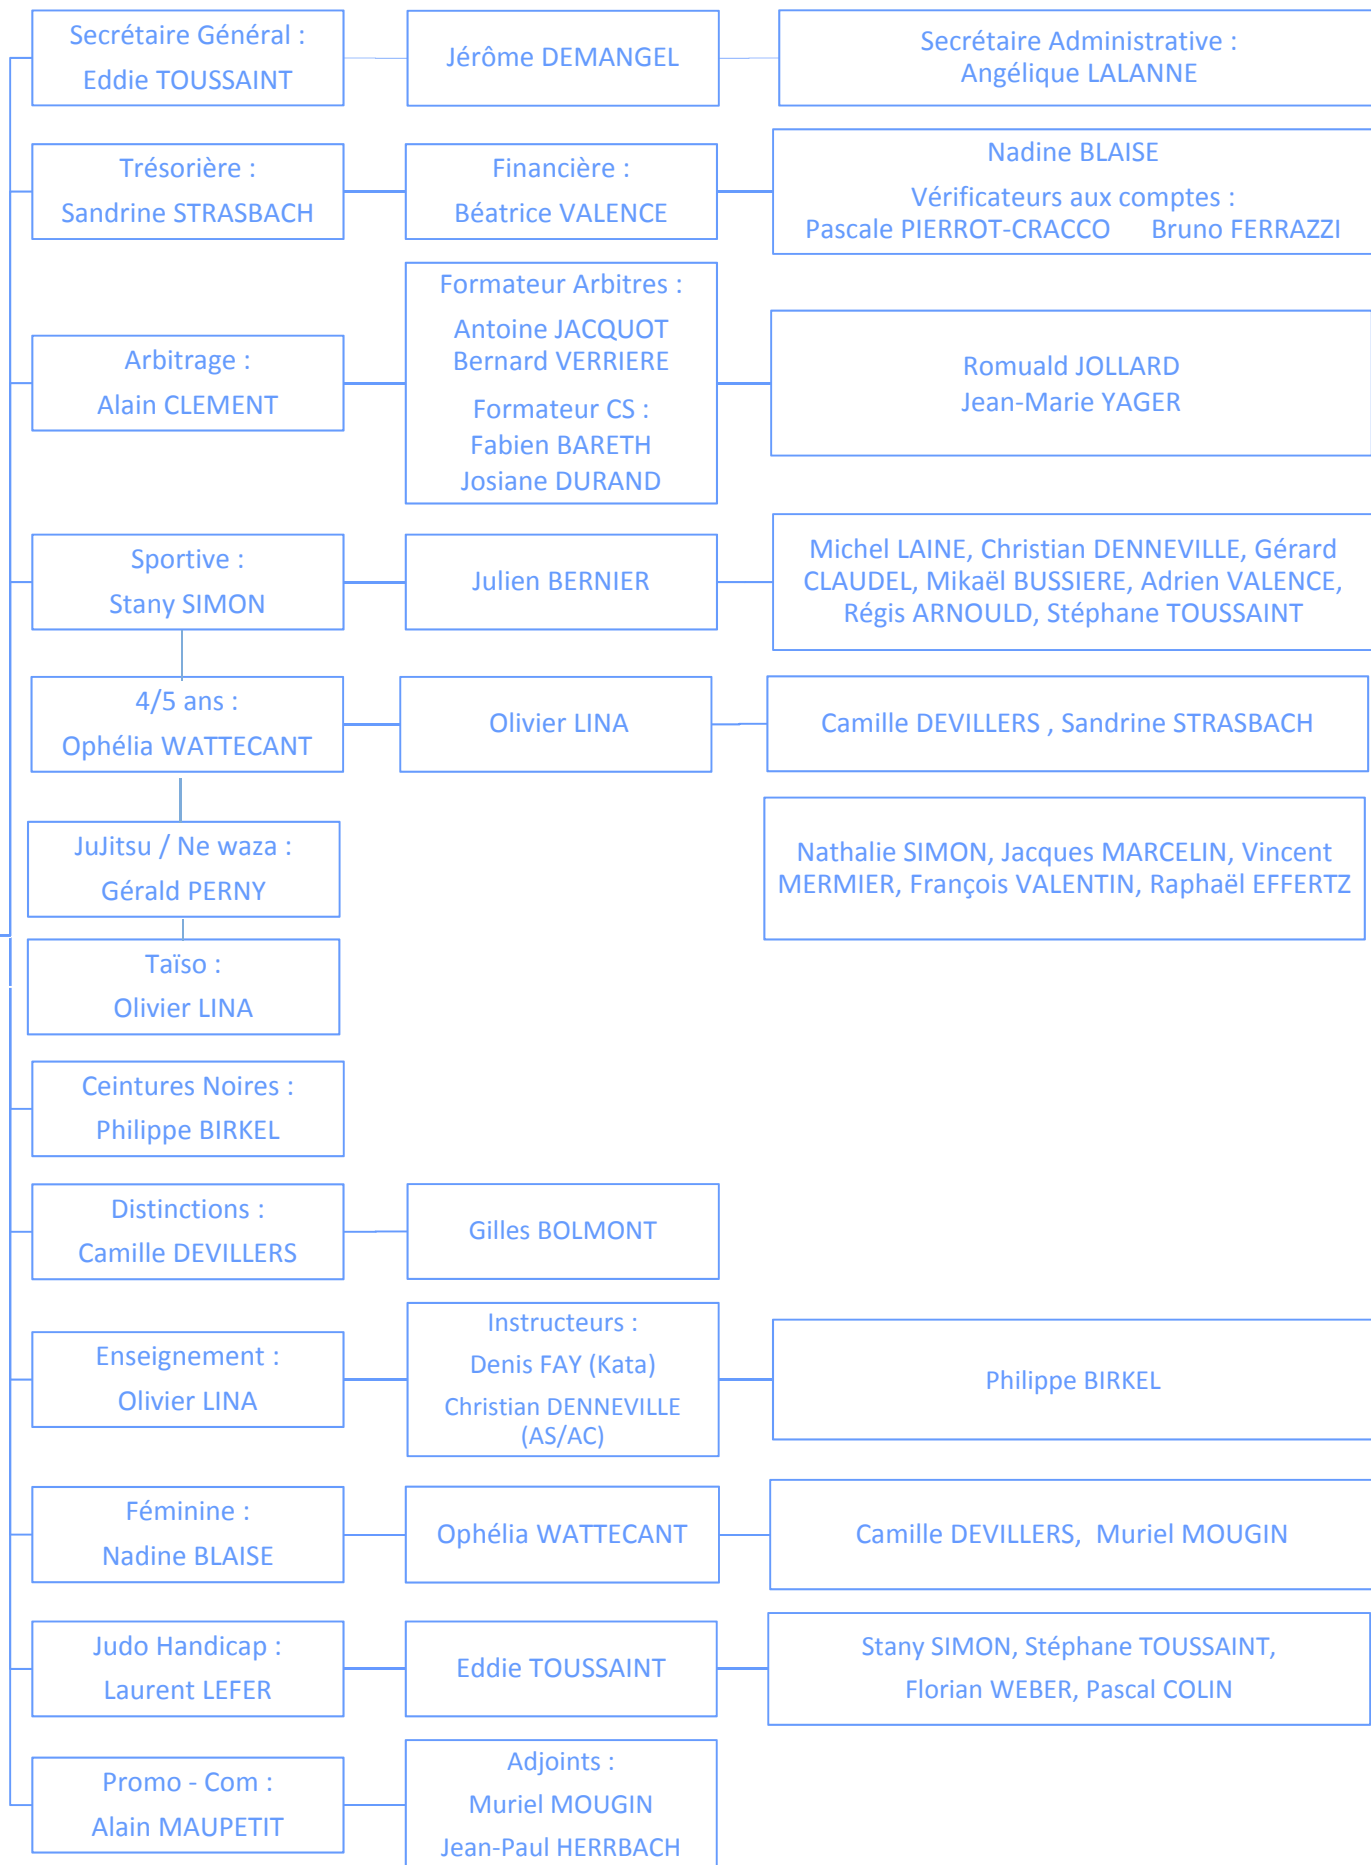 Secrétaire Général :
Eddie TOUSSAINT
Jérôme DEMANGEL
Secrétaire Administrative :
Angélique LALANNE
Trésorière :
Sandrine STRASBACH
Financière :
Béatrice VALENCE
Nadine BLAISE
Vérificateurs aux comptes :
Pascale PIERROT-CRACCO Bruno FERRAZZI
Arbitrage :
Alain CLEMENT
Formateur Arbitres :
Antoine JACQUOT
Bernard VERRIERE
Formateur CS :
Fabien BARETH
Josiane DURAND
Romuald JOLLARD
Jean-Marie YAGER
Sportive :
Stany SIMON
Julien BERNIER
Michel LAINE, Christian DENNEVILLE, Gérard
CLAUDEL, Mikaël BUSSIERE, Adrien VALENCE,
Régis ARNOULD, Stéphane TOUSSAINT
4/5 ans :
Ophélia WATTECANT
Olivier LINA
Camille DEVILLERS , Sandrine STRASBACH
JuJitsu / Ne waza :
Gérald PERNY
Nathalie SIMON, Jacques MARCELIN, Vincent
MERMIER, François VALENTIN, Raphaël EFFERTZ
Taïso :
Olivier LINA
Ceintures Noires :
Philippe BIRKEL
Distinctions :
Camille DEVILLERS
Gilles BOLMONT
Enseignement :
Olivier LINA
Instructeurs :
Denis FAY (Kata)
Christian DENNEVILLE
(AS/AC)
Philippe BIRKEL
Féminine :
Nadine BLAISE
Ophélia WATTECANT
Camille DEVILLERS, Muriel MOUGIN
Judo Handicap :
Laurent LEFER
Eddie TOUSSAINT
Stany SIMON, Stéphane TOUSSAINT,
Florian WEBER, Pascal COLIN
Promo - Com :
Alain MAUPETIT
Adjoints :
Muriel MOUGIN
Jean-Paul HERRBACH